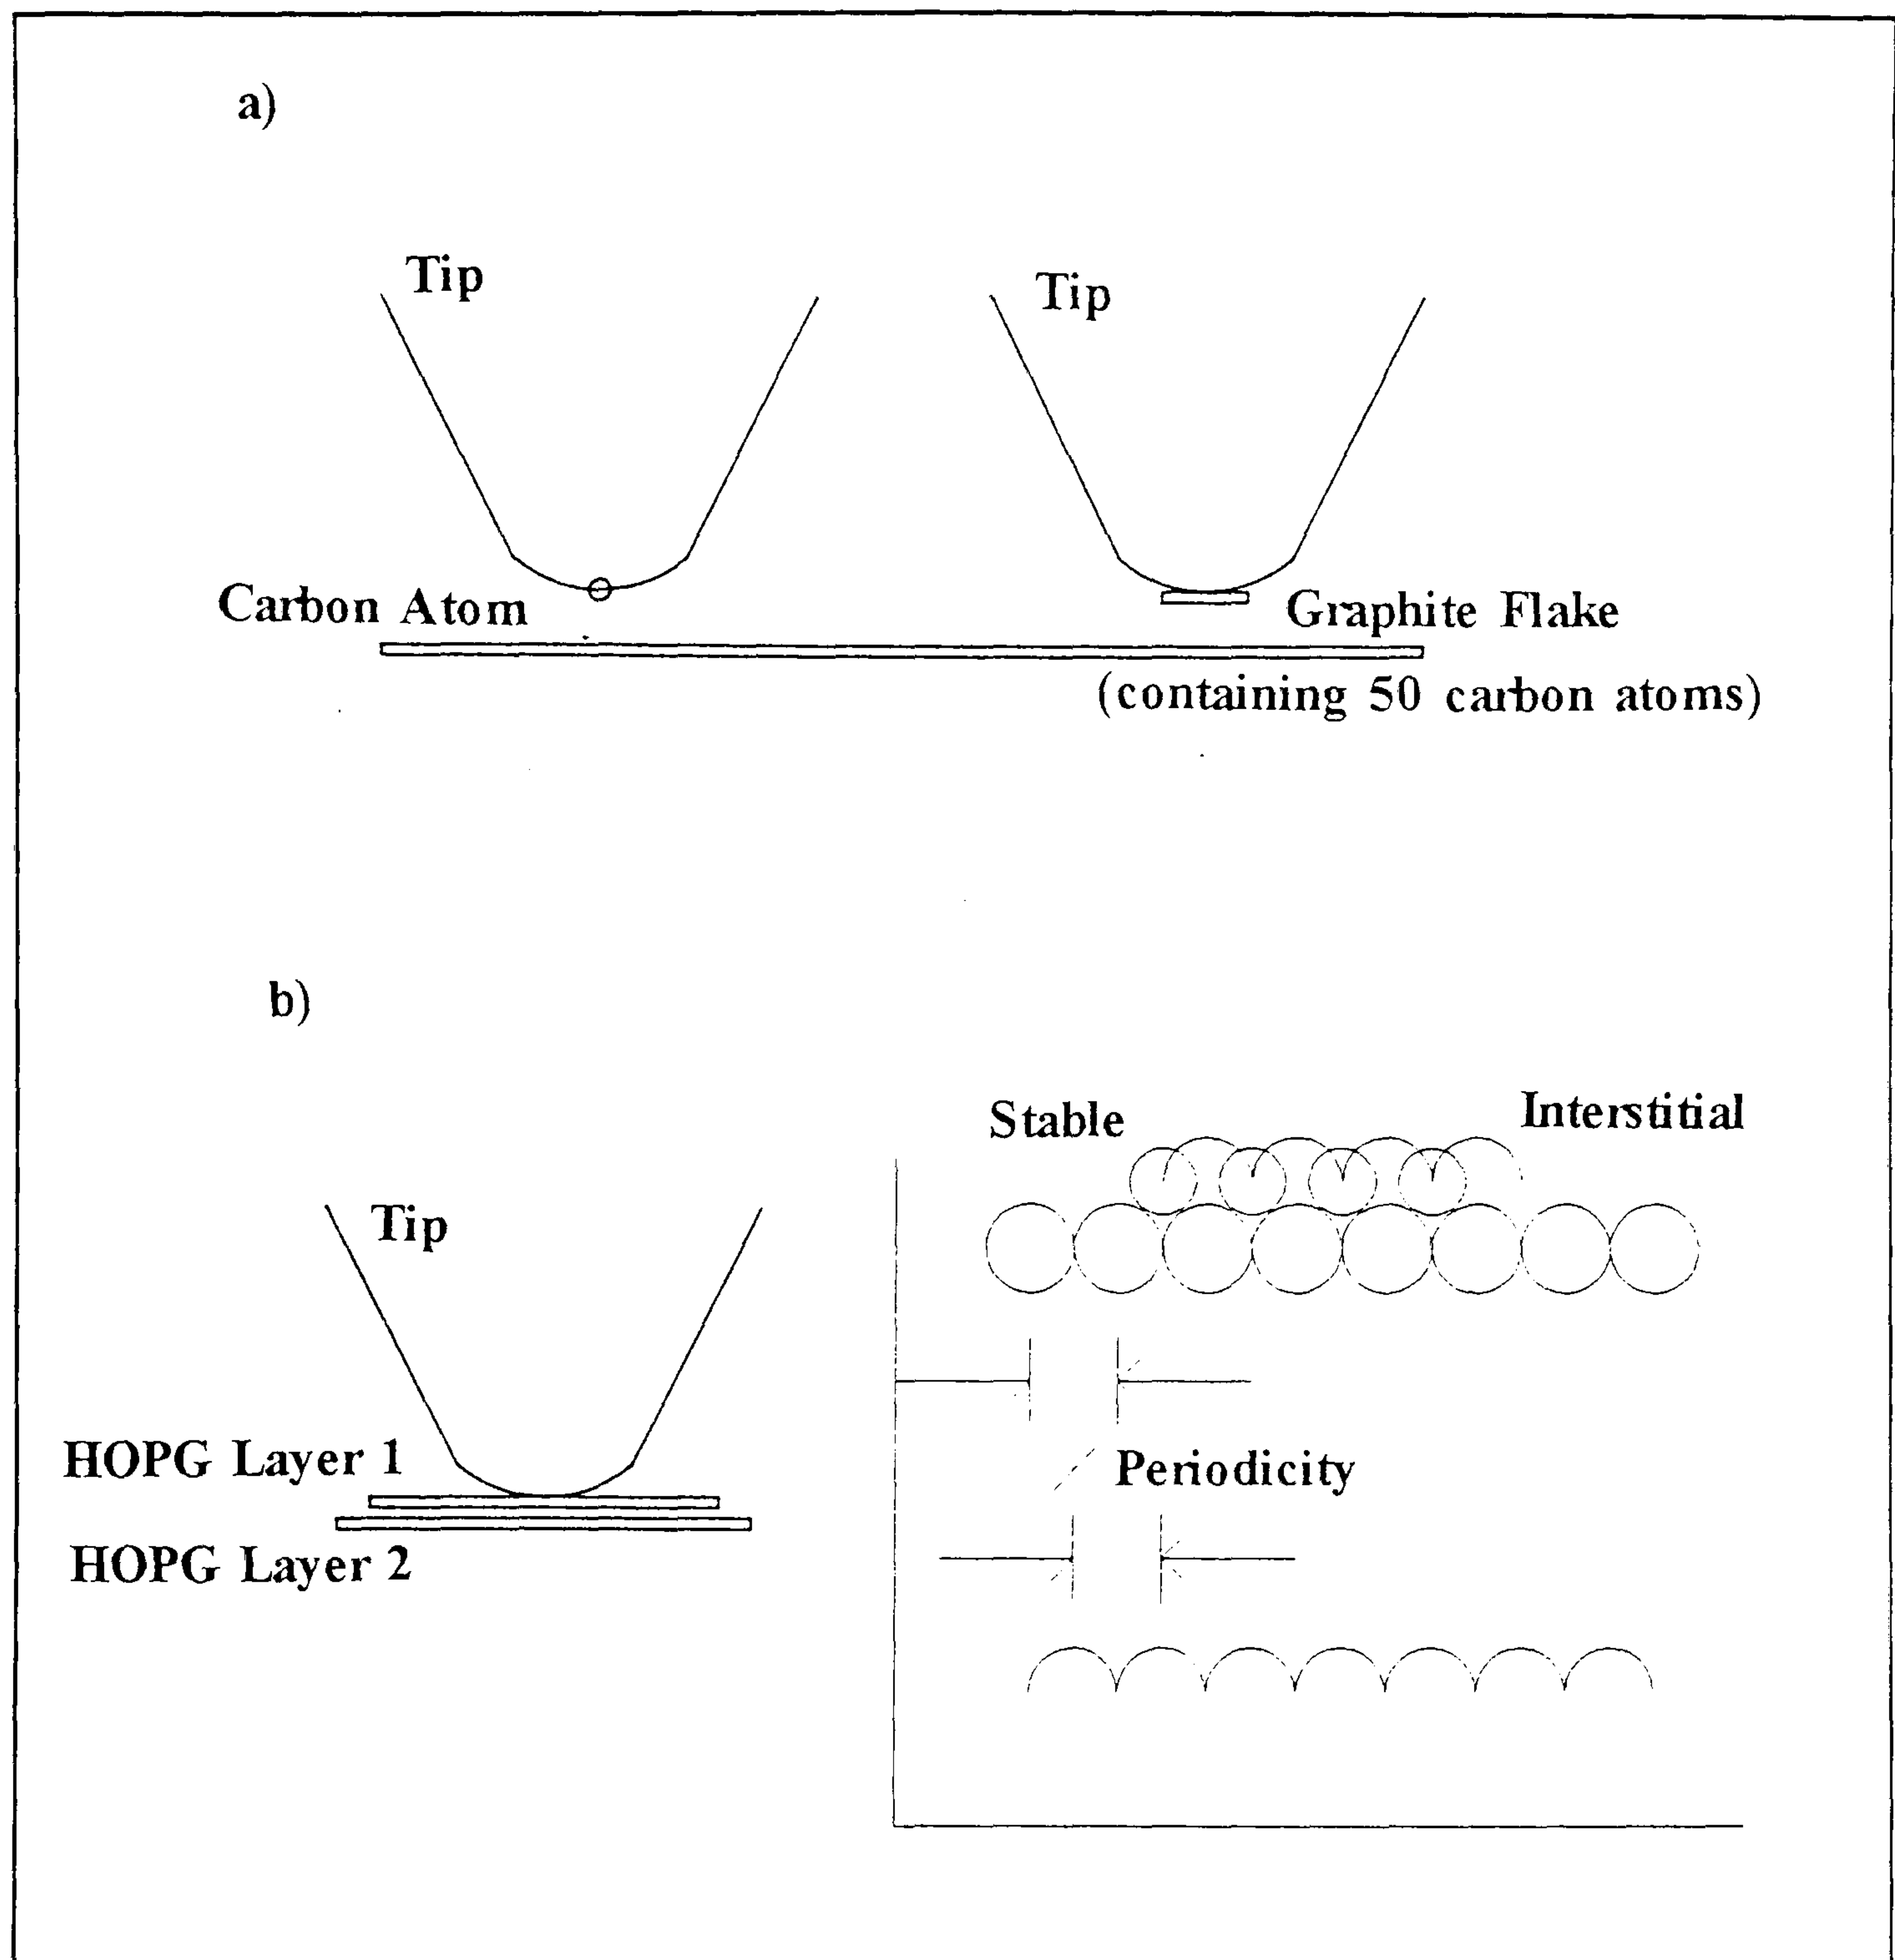 a)
Tip
Tip
Carbon Atom
Graphite Flake
(containing 50 carbon atoms)
b)
Stable
Interstitial
Tip
HOPG Layer 1
Periodicity
HOPG Layer 2